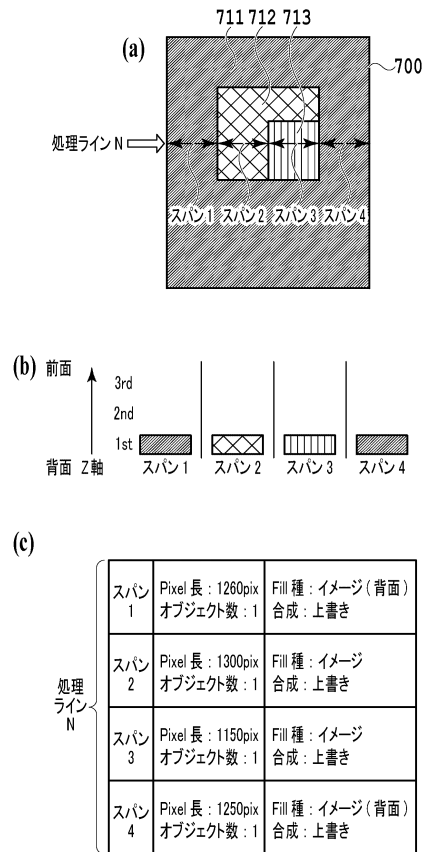 711 712 713
(a)
700
処理ライン N
スパン1 スパン2 スパン3 スパン4
(b) 前面
3rd
2nd
1st
背面 Z軸 スパン1 スパン2 スパン3 スパン4
(c)
処理
ライン
N
スパン
1
Pixel 長 : 1260pix
オブジェクト数 : 1
Fill 種 : イメージ ( 背面 )
合成 : 上書き
スパン
2
Pixel 長 : 1300pix
オブジェクト数 : 1
Fill 種 : イメージ
合成 : 上書き
スパン
3
Pixel 長 : 1150pix
オブジェクト数 : 1
Fill 種 : イメージ
合成 : 上書き
スパン
4
Pixel 長 : 1250pix
オブジェクト数 : 1
Fill 種 : イメージ ( 背面 )
合成 : 上書き